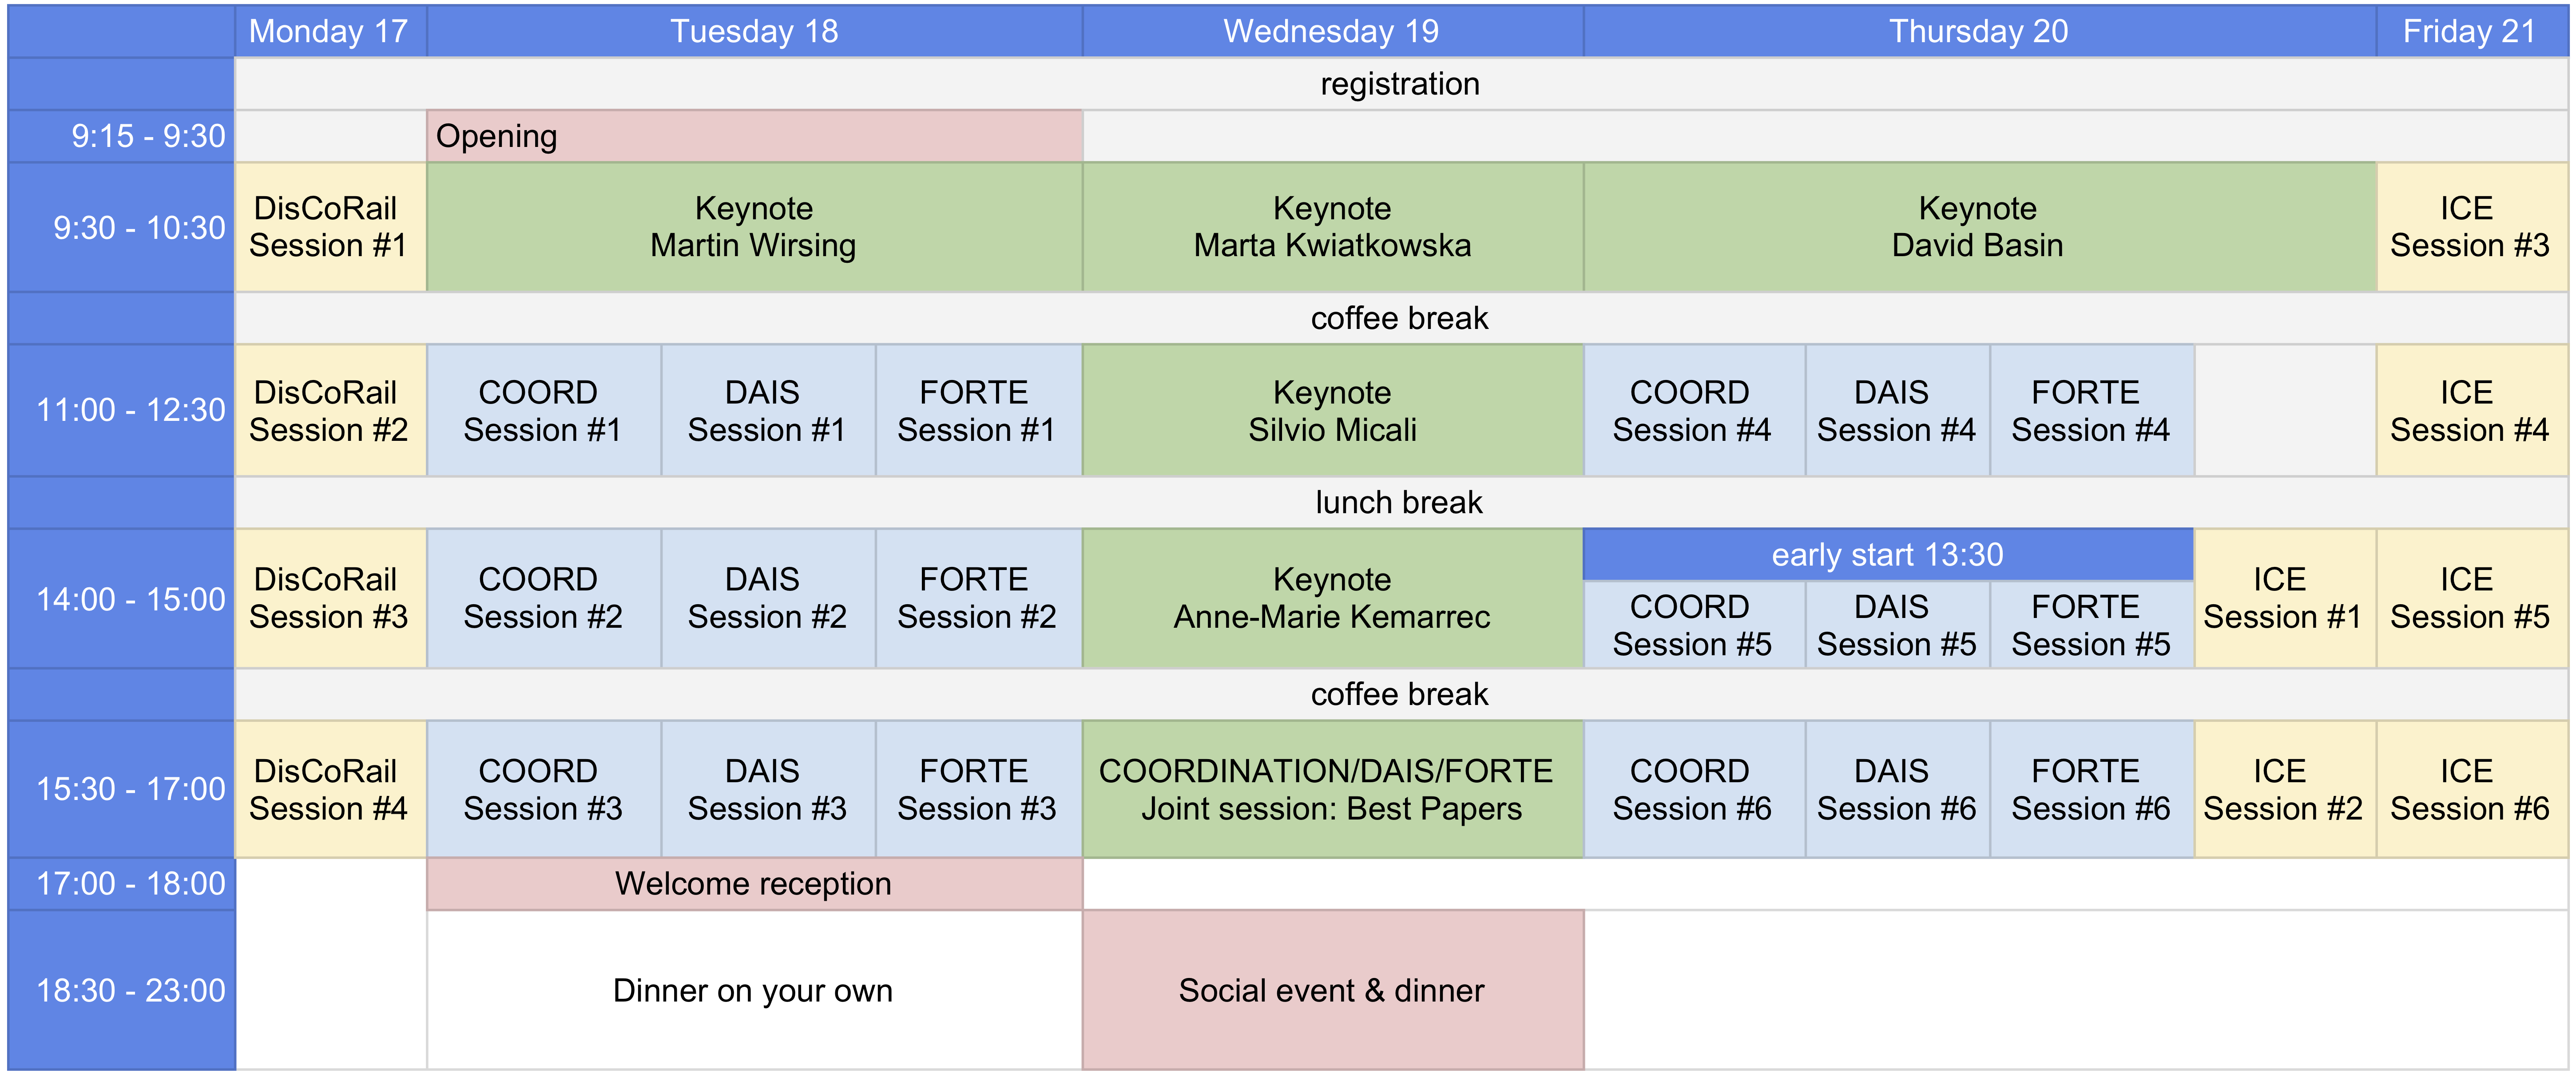 Monday 17 Tuesday 18 Wednesday 19 Thursday 20 Friday 21
registration
9:15 - 9:30 Opening
9:30 - 10:30
DisCoRail
Session #1
Keynote
Martin Wirsing
Keynote
Marta Kwiatkowska
Keynote
David Basin
ICE
Session #3
coffee break
11:00 - 12:30
DisCoRail
Session #2
COORD
Session #1
DAIS
Session #1
FORTE
Session #1
Keynote
Silvio Micali
COORD
Session #4
DAIS
Session #4
FORTE
Session #4
ICE
Session #4
lunch break
14:00 - 15:00
DisCoRail
Session #3
COORD
Session #2
DAIS
Session #2
FORTE
Session #2
Keynote
Anne-Marie Kemarrec
early start 13:30
COORD
Session #5
DAIS
Session #5
FORTE
Session #5
ICE
Session #1
ICE
Session #5
coffee break
15:30 - 17:00
DisCoRail
Session #4
COORD
Session #3
DAIS
Session #3
FORTE
Session #3
COORDINATION/DAIS/FORTE
Joint session: Best Papers
COORD
Session #6
DAIS
Session #6
FORTE
Session #6
ICE
Session #2
ICE
Session #6
17:00 - 18:00 Welcome reception
18:30 - 23:00 Dinner on your own Social event & dinner